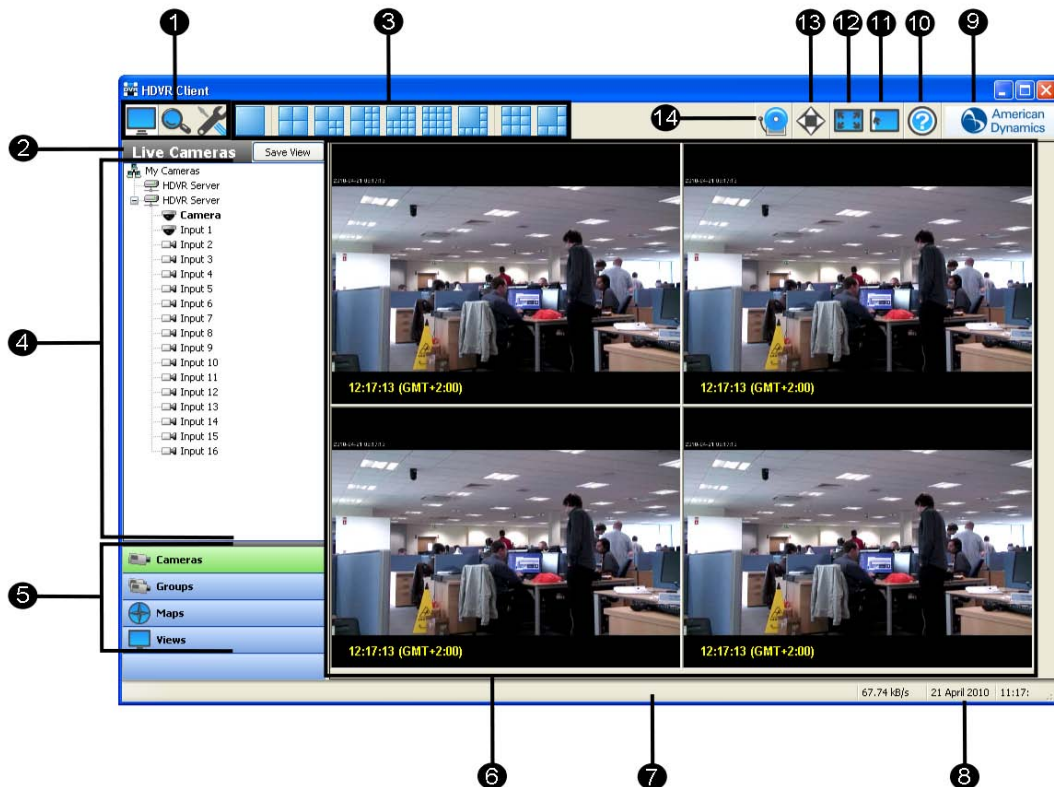 3
1
13
12
11
10
9
HDVR Client
American
Dynamics
14
2
Live Cameras
Save View
My Cameras
HDVR Server
HDVR Server
Camera
Input 1
Input 2
Input 3
Input 4
Input 5
Input 6
Input 7
Input 8
Input 9
Input 10
Input 11
Input 12
Input 13
Input 14
Input 15
Input 16
4
12:17:13 (GMT+2:00)
12:17:13 (GMT+2:00)
5
Cameras
Groups
Maps
Views
12:17:13 (GMT+2:00)
12:17:13 (GMT+2:00)
67.74 kB/s
21 April 2010
11:17:
6
7
8